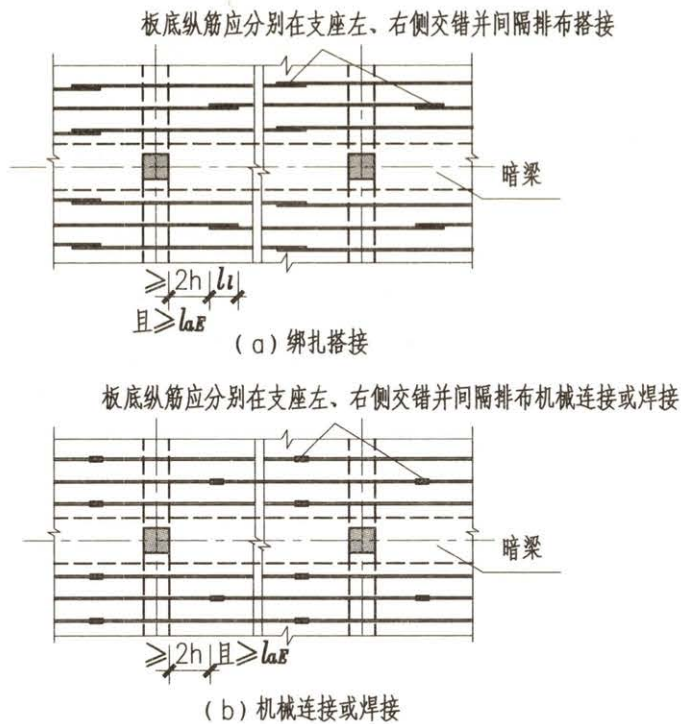 板底纵筋应分别在支座左、右侧交错并间隔排布搭接
暗梁
≥2h ll
且≥laE
(a)绑扎搭接
板底纵筋应分别在支座左、右侧交错并间隔排布机械连接或焊接
暗梁
≥2h 且≥laE
(b)机械连接或焊接